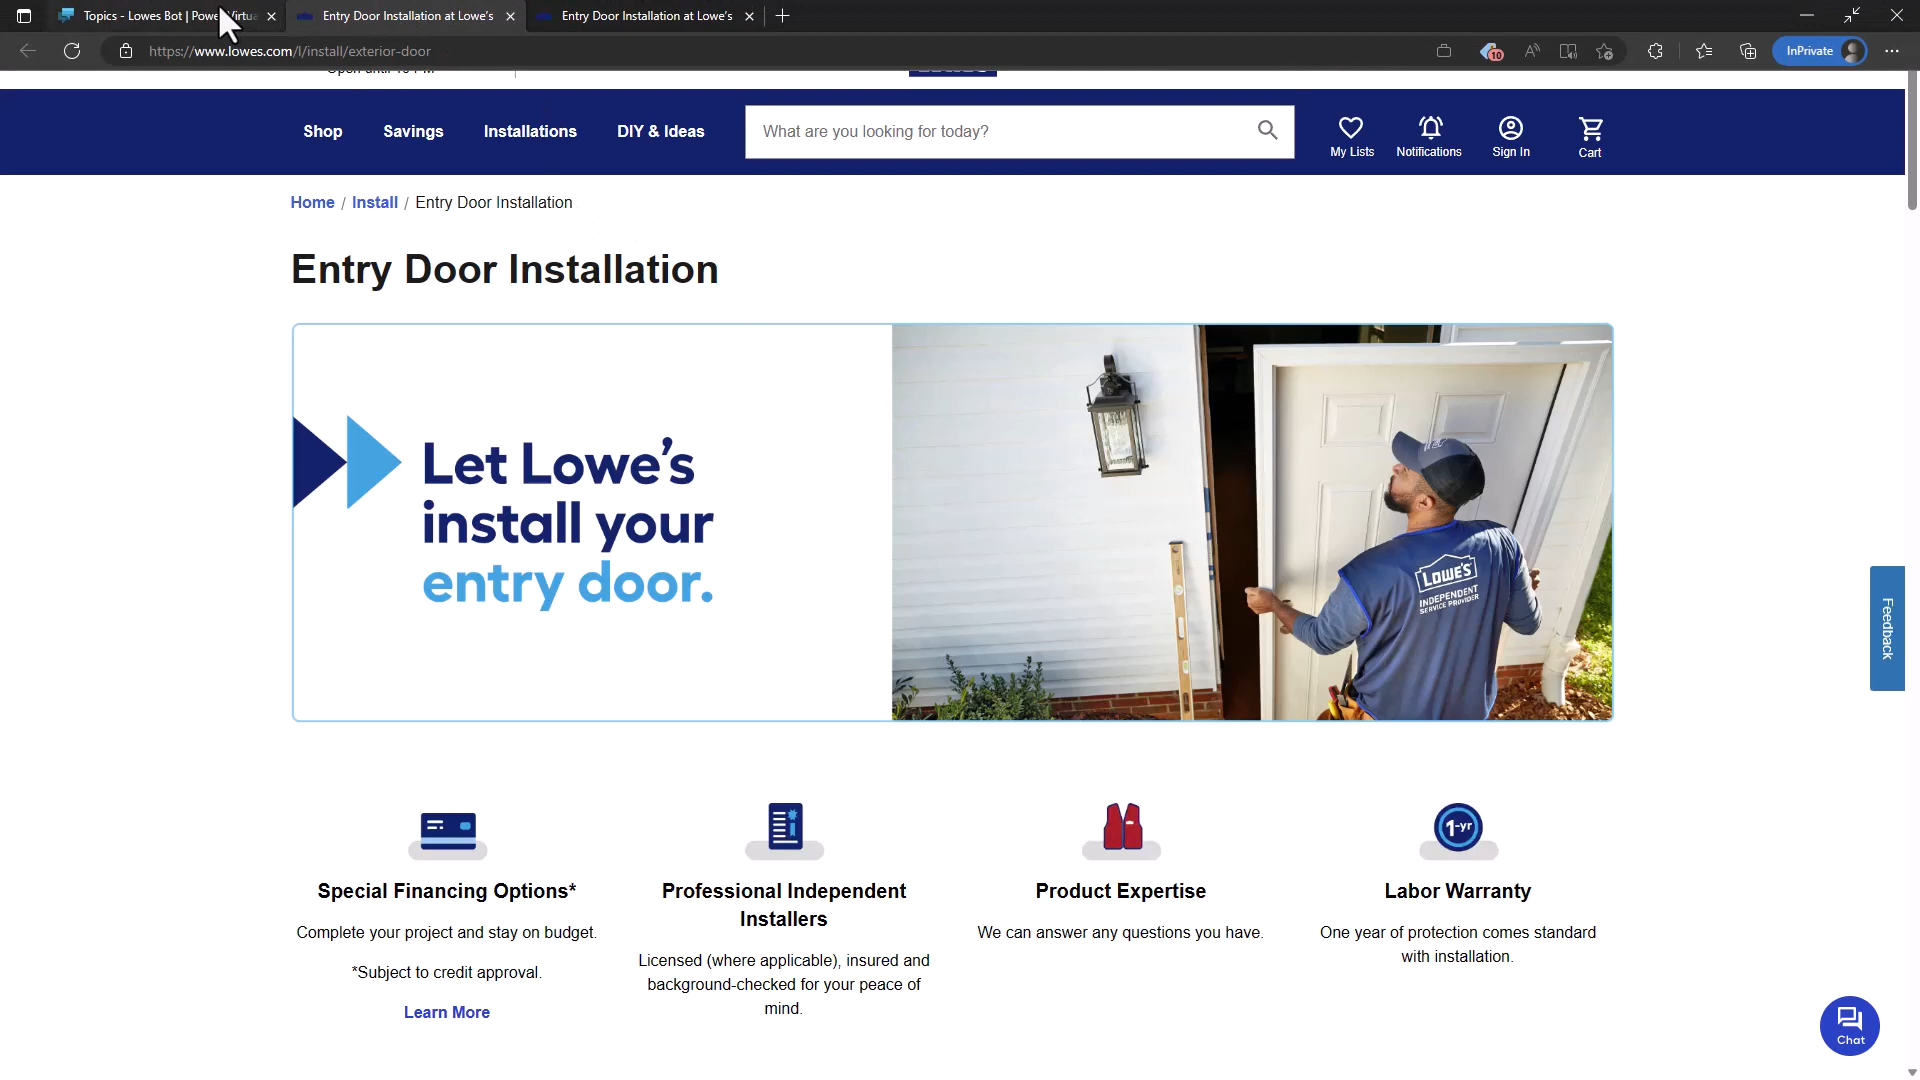 Topics - Lowes Bot | Power Virtua
Entry Door Installation at Lowe's
Entry Door Installation at Lowe's
https://www.lowes.com/l/install/exterior-door
10
InPrivate
Shop
Savings
Installations
DIY & Ideas
What are you looking for today?
My Lists
Notifications
Sign In
Cart
Home / Install / Entry Door Installation
Entry Door Installation
Let Lowe's
install your
entry door.
LOWE'S
INDEPENDENT
SERVICE PROVIDER
Feedback
1-yr
Special Financing Options*
Complete your project and stay on budget.
*Subject to credit approval.
Learn More
Professional Independent
Installers
Licensed (where applicable), insured and
background-checked for your peace of
mind.
Product Expertise
We can answer any questions you have.
Labor Warranty
One year of protection comes standard
with installation.
Chat